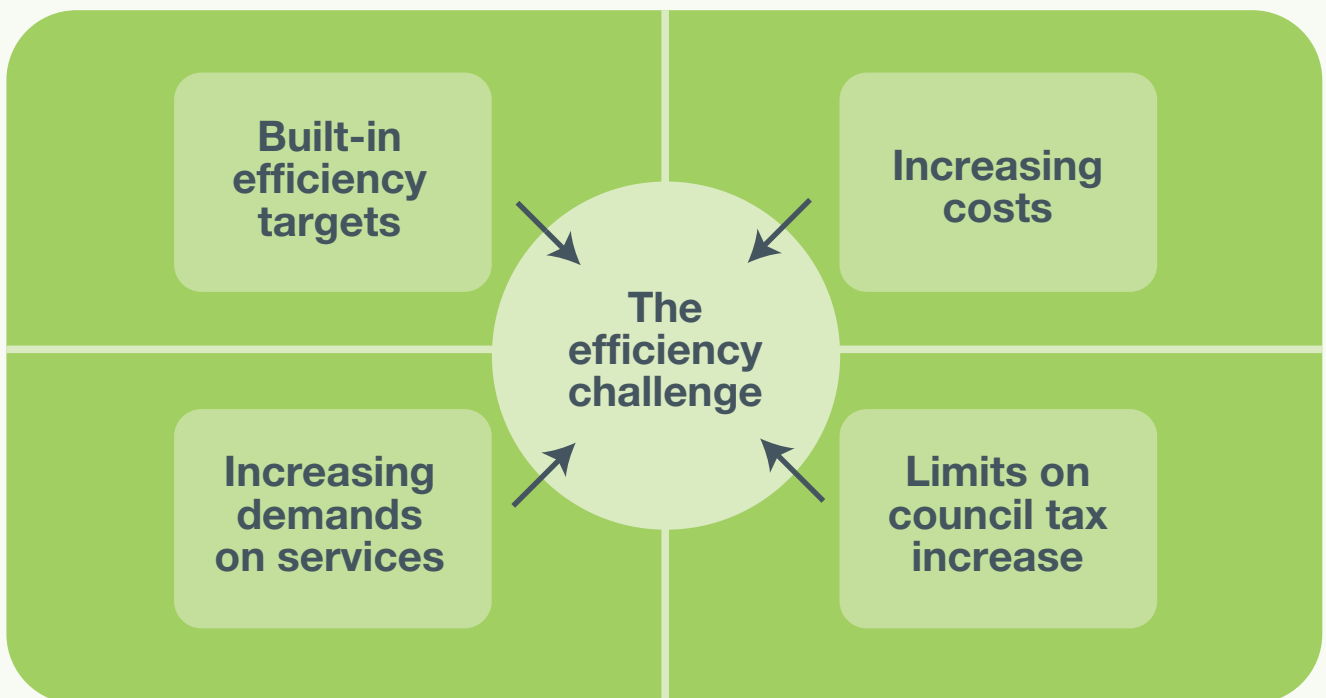 Built-in
efficiency
targets
Increasing
costs
The
efficiency
challenge
Increasing
demands
on services
Limits on
council tax
increase